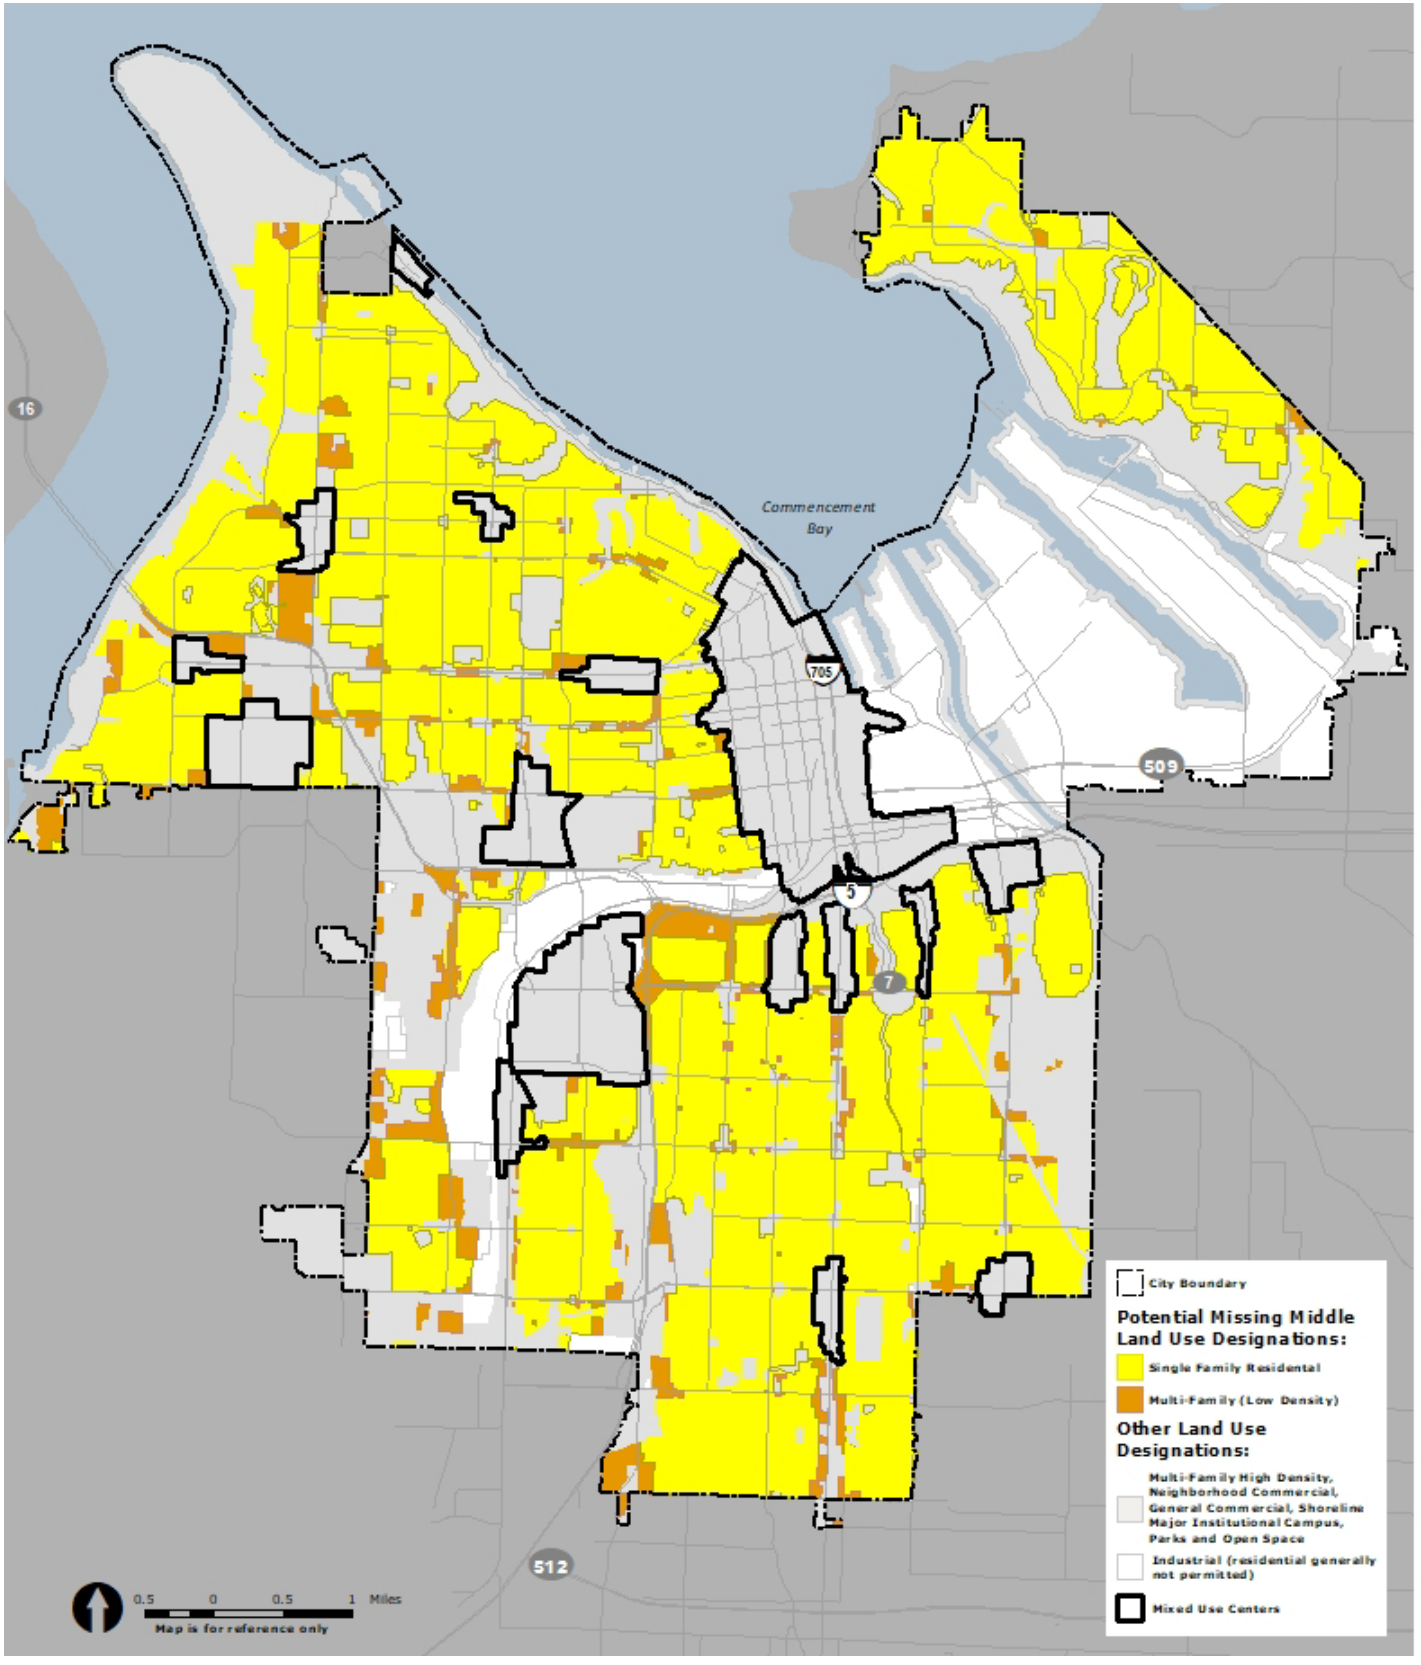 16
Commencement
Bay
705
509
5
7
City Boundary
Potential Missing Middle
Land Use Designations:
Single Family Residental
Multi-Family (Low Density)
Other Land Use
Designations:
Multi-Family High Density,
Neighborhood Commercial,
General Commercial, Shoreline
Major Institutional Campus,
Parks and Open Space
Industrial (residential generally
not permitted)
Mixed Use Centers
512
0.5 0 0.5 1 Miles
Map is for reference only